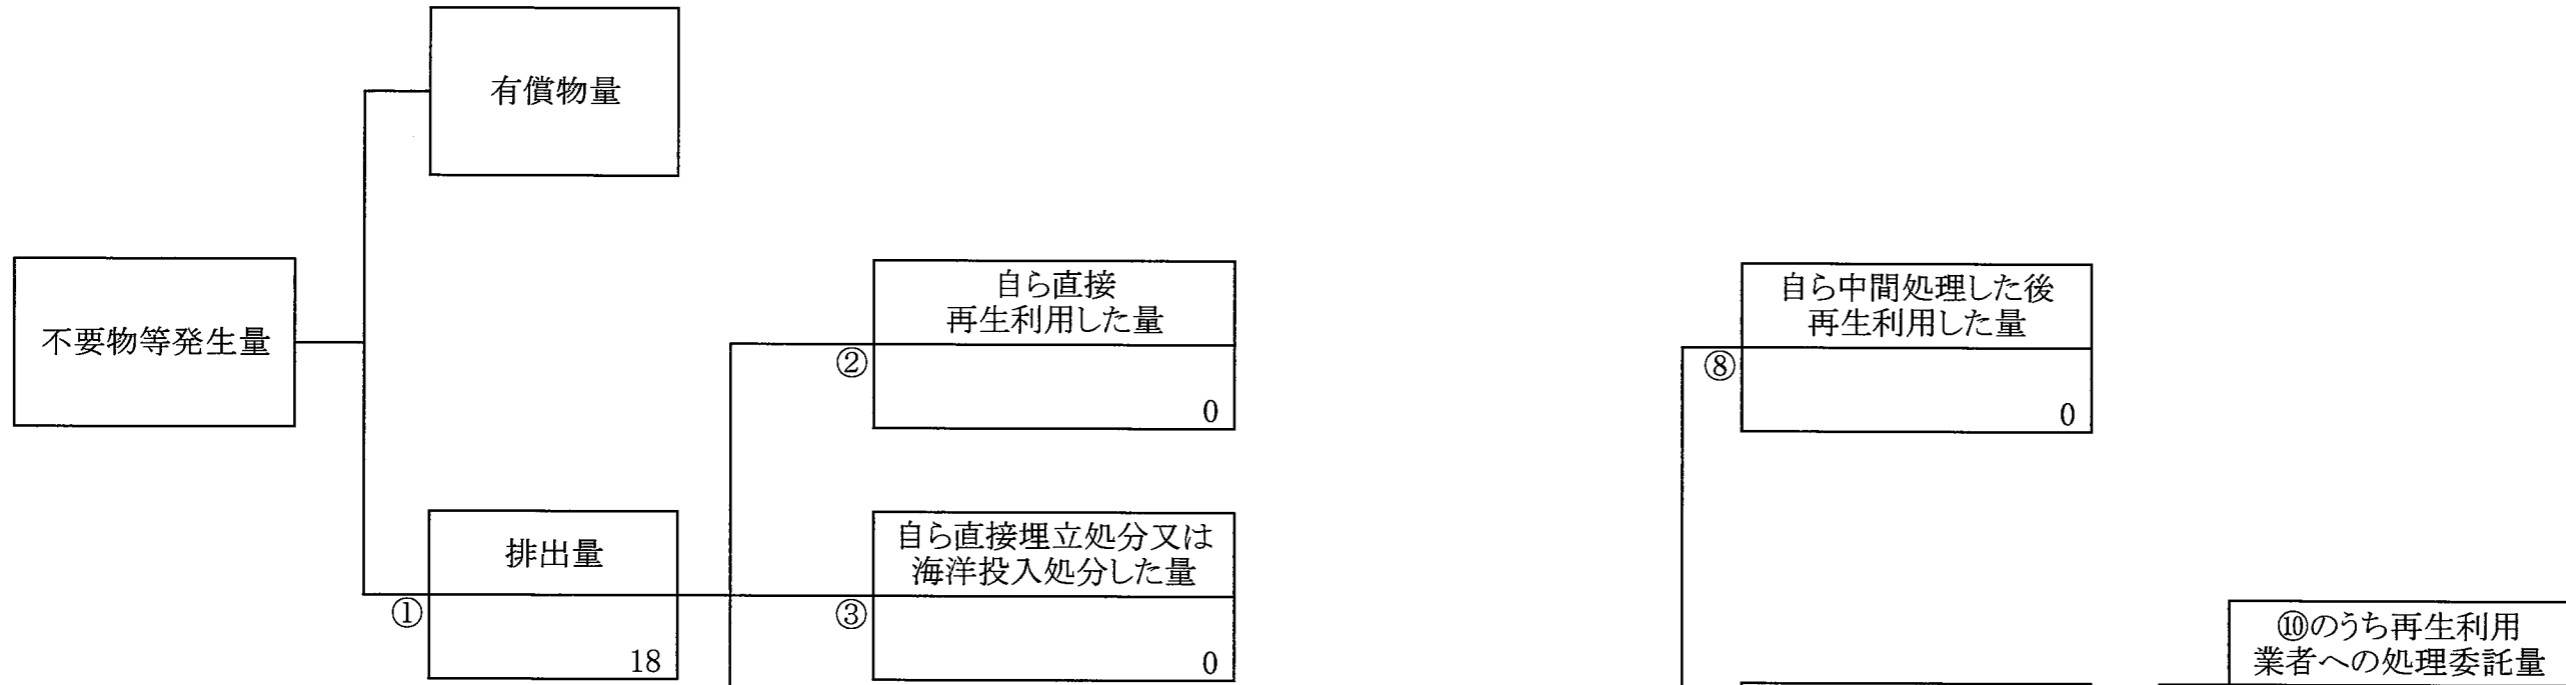 有償物量
不要物等発生量
自ら直接
再生利用した量
②
0
自ら中間処理した後
再生利用した量
⑧
0
排出量
①
18
自ら直接埋立処分又は
海洋投入処分した量
③
0
⑩のうち再生利用
業者への処理委託量